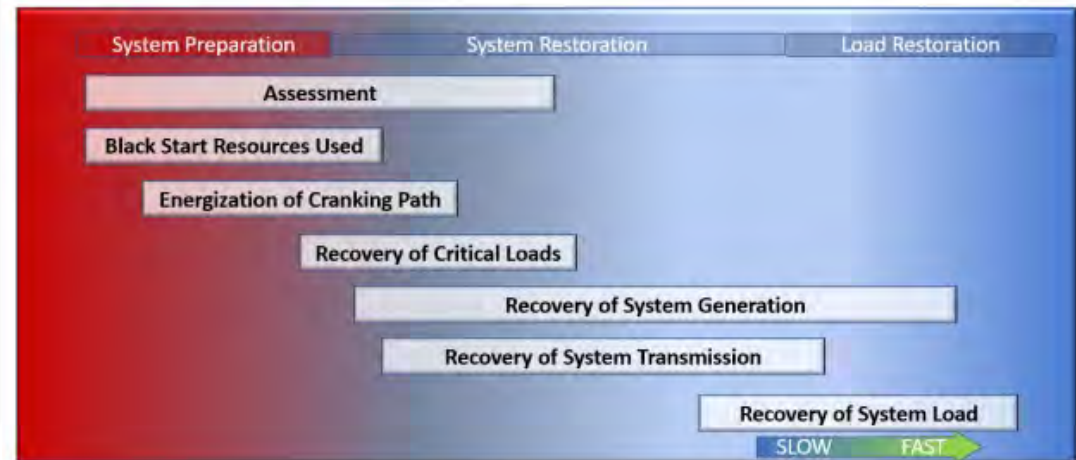 System Preparation
System Restoration
Load Restoration
Assessment
Black Start Resources Used
Energization of Cranking Path
Recovery of Critical Loads
Recovery of System Generation
Recovery of System Transmission
Recovery of System Load
SLOW FAST